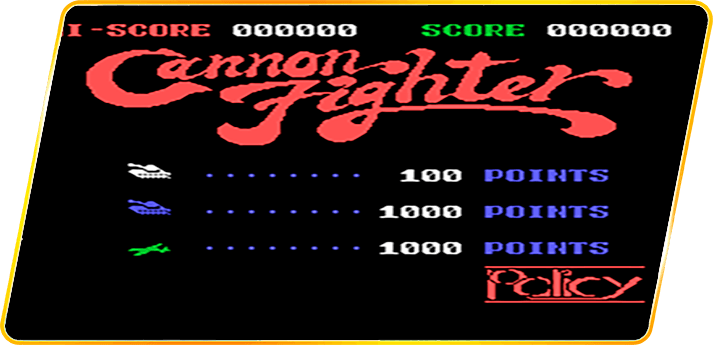 I-SCORE 000000 SCORE 000000
Cannon
Fighter
........ 100 POINTS
........ 1000 POINTS
........ 1000 POINTS
Policy